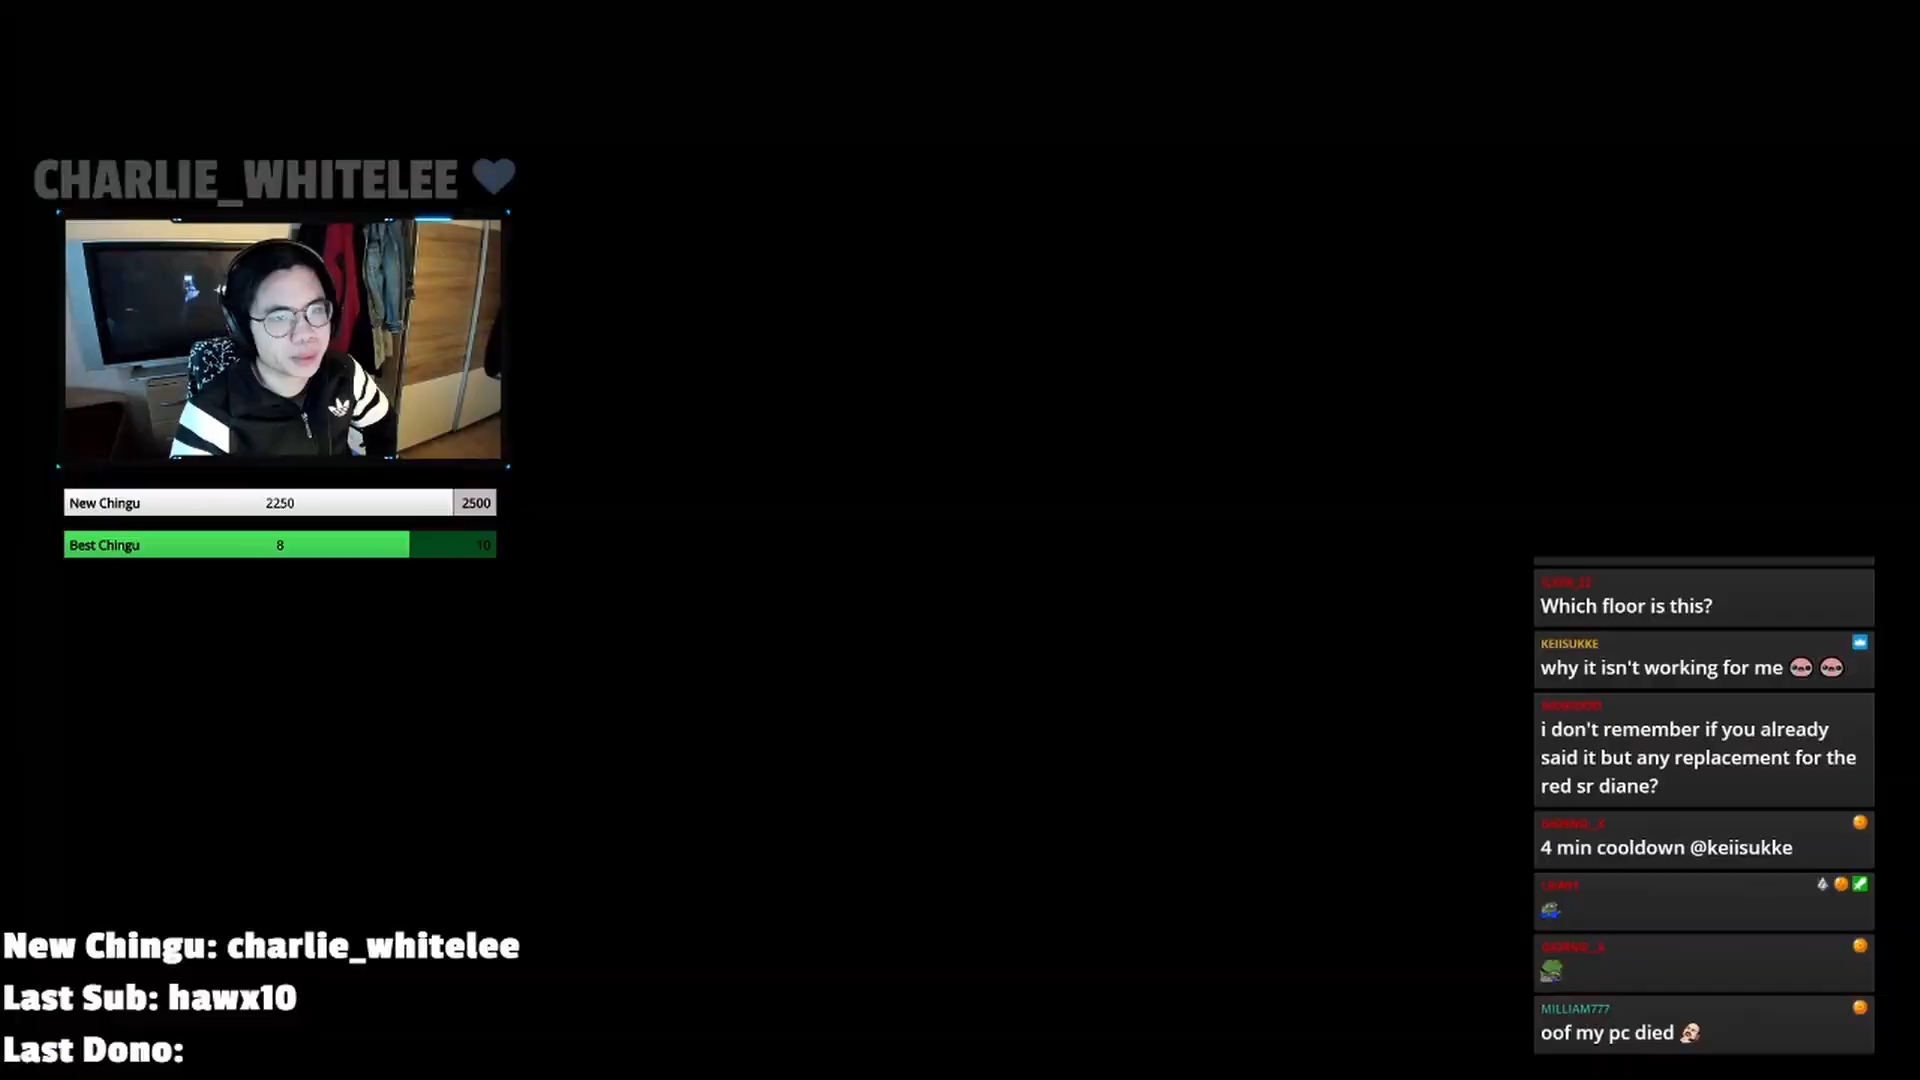 CHARLIE_WHITELEE
New Chingu 2250 2500
Best Chingu 8 10
Which floor is this?
KEIISUKKE
why it isn't working for me
i don't remember if you already
said it but any replacement for the
red sr diane?
4 min cooldown @keiisukke
MILLIAM777
oof my pc died
New Chingu: charlie_whitelee
Last Sub: hawx10
Last Dono: